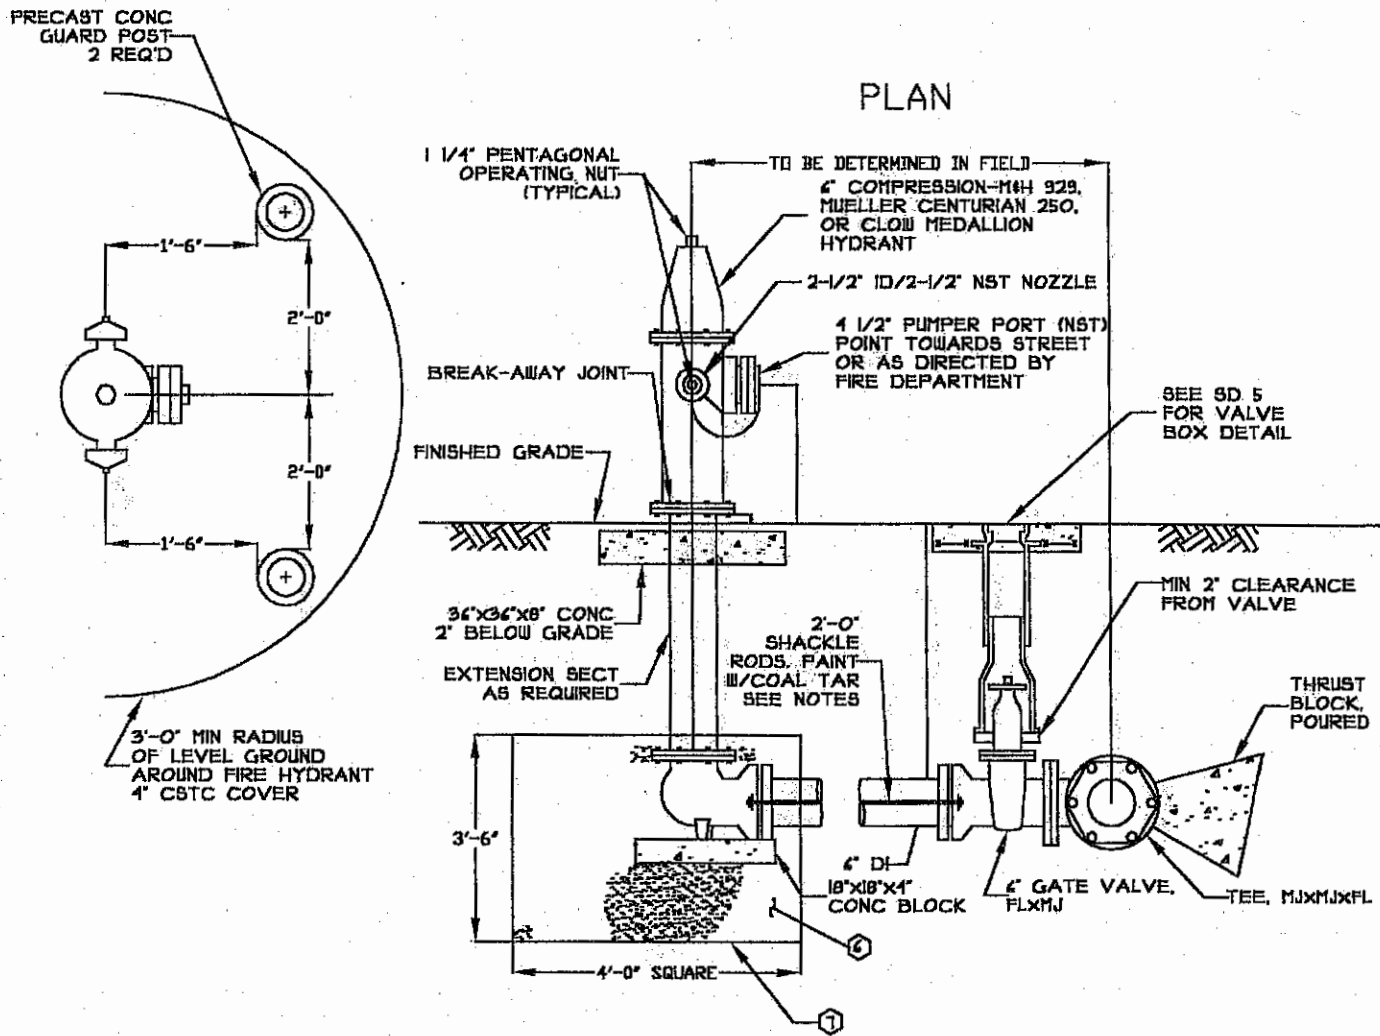 PRECAST CONC
GUARD POST
2 REQ'D
1'-6"
2'-0"
2'-0"
1'-6"
3'-0" MIN RADIUS
OF LEVEL GROUND
AROUND FIRE HYDRANT
4" CSTC COVER
PLAN
1 1/4" PENTAGONAL
OPERATING NUT
(TYPICAL)
TO BE DETERMINED IN FIELD
6" COMPRESSION-M&H 929,
MUELLER CENTURIAN 250,
OR CLOW MEDALLION
HYDRANT
2-1/2" ID/2-1/2" NST NOZZLE
4 1/2" PUMPER PORT (NST)
POINT TOWARDS STREET
OR AS DIRECTED BY
FIRE DEPARTMENT
BREAK-AWAY JOINT
FINISHED GRADE
SEE SD 5
FOR VALVE
BOX DETAIL
36"x36"x8" CONC
2" BELOW GRADE
EXTENSION SECT
AS REQUIRED
2'-0"
SHACKLE
RODS, PAINT
W/COAL TAR
SEE NOTES
MIN 2" CLEARANCE
FROM VALVE
THRUST
BLOCK,
POURED
3'-6"
6" DI
18"x18"x4"
CONC BLOCK
6" GATE VALVE,
FLxMJ
TEE, MJxMJxFL
6
4'-0" SQUARE
7